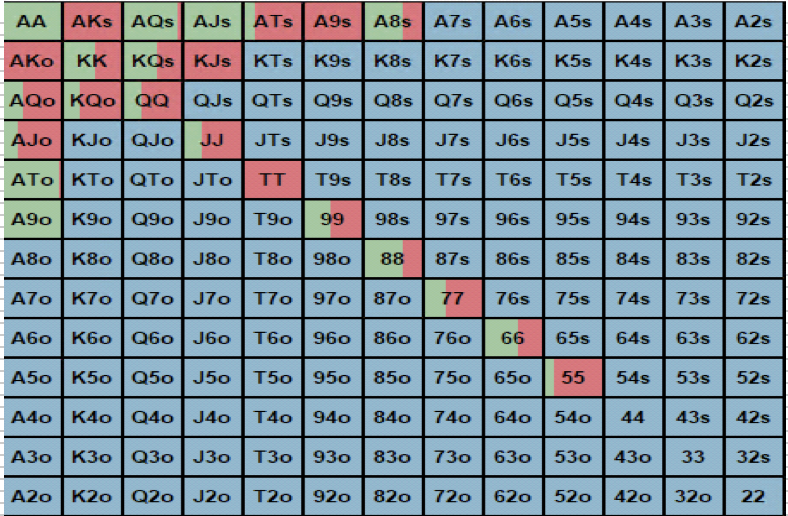 AA AKs AQs AJs ATs A9s A8s A7s A6s A5s A4s A3s A2s
AKo KK KQs KJs KTs K9s K8s K7s K6s K5s K4s K3s K2s
AQo KQo QQ QJs QTs Q9s Q8s Q7s Q6s Q5s Q4s Q3s Q2s
AJo KJo QJo JJ JTs J9s J8s J7s J6s J5s J4s J3s J2s
ATo KTo QTo JTo TT T9s T8s T7s T6s T5s T4s T3s T2s
A9o K9o Q9o J9o T9o 99 98s 97s 96s 95s 94s 93s 92s
A8o K8o Q8o J8o T8o 98o 88 87s 86s 85s 84s 83s 82s
A7o K7o Q7o J7o T7o 97o 87o 77 76s 75s 74s 73s 72s
A6o K6o Q6o J6o T6o 96o 86o 76o 66 65s 64s 63s 62s
A5o K5o Q5o J5o T5o 95o 85o 75o 65o 55 54s 53s 52s
A4o K4o Q4o J4o T4o 94o 84o 74o 64o 54o 44 43s 42s
A3o K3o Q3o J3o T3o 93o 83o 73o 63o 53o 43o 33 32s
A2o K2o Q2o J2o T2o 92o 82o 72o 62o 52o 42o 32o 22